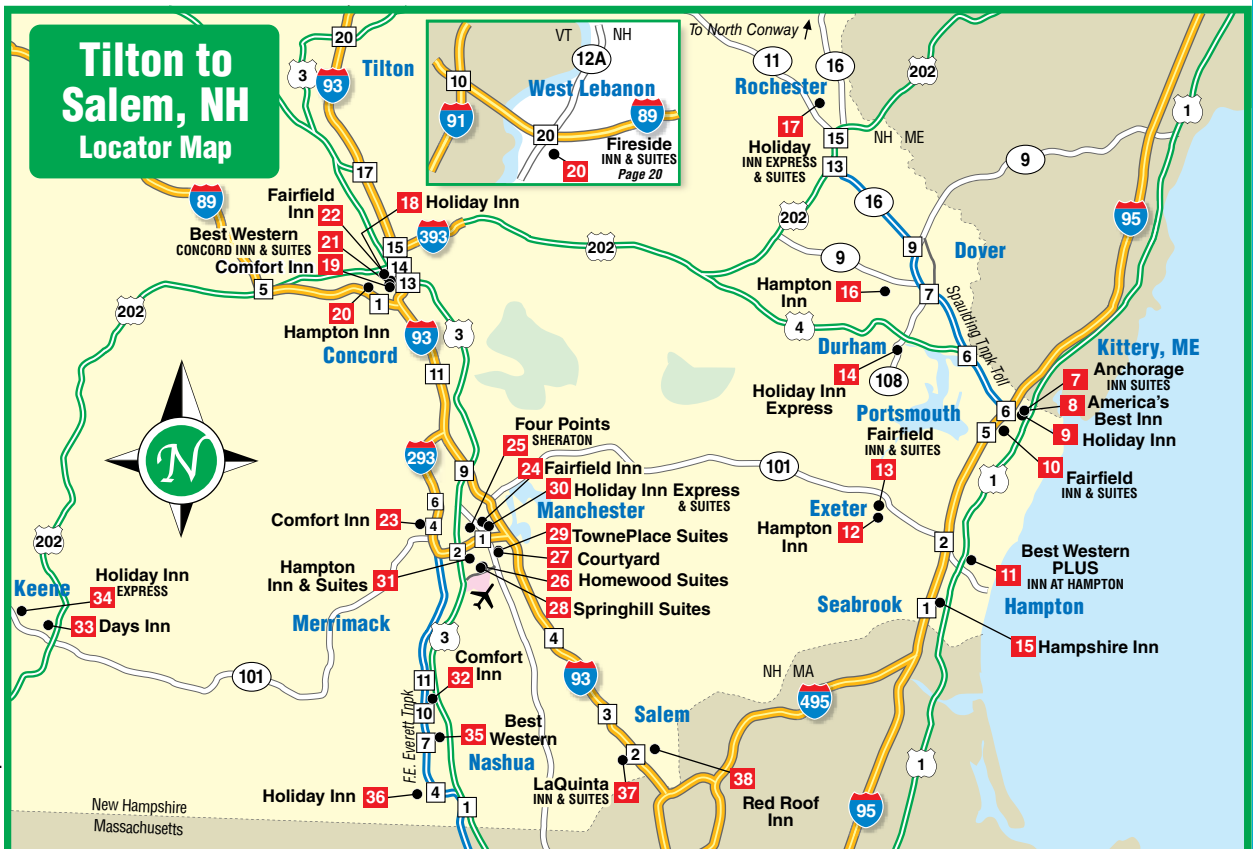 Tilton to
Salem, NH
Locator Map
20
3
93
Tilton
17
89
VT NH
12A
West Lebanon
10
91
20
89
Fireside
INN & SUITES
Page 20
20
To North Conway
11
16
202
Rochester
17
Holiday
INN EXPRESS
& SUITES
15
NH ME
13
1
9
16
95
202
9
Dover
9
Hampton
Inn
16
7
Spaulding Tnpk Toll
4
6
Durham
14
108
Holiday Inn
Express
Fairfield
Inn
22
18 Holiday Inn
Best Western
CONCORD INN & SUITES
21
Comfort Inn 19
15
393
14
13
202
5
1
20
Hampton Inn
Concord
202
93
3
11
N
Kittery, ME
7
Anchorage
INN SUITES
8
America's
Best Inn
9
Holiday Inn
6
5
10
Fairfield
INN & SUITES
1
Portsmouth
Fairfield
INN & SUITES
13
Exeter
Hampton
Inn
12
101
2
Best Western
PLUS
INN AT HAMPTON
11
Hampton
Seabrook
1
15 Hampshire Inn
293
9
Four Points
SHERATON
25
24 Fairfield Inn
30 Holiday Inn Express
& SUITES
Manchester
6
4
Comfort Inn 23
2
1
29 TownePlace Suites
27 Courtyard
26 Homewood Suites
28 Springhill Suites
Hampton
Inn & Suites
31
202
Keene
Holiday Inn
EXPRESS
34
33 Days Inn
101
Merrimack
3
4
93
11
10
7
F.E. Everett Tnpk
Comfort
Inn
32
35
Best
Western
Nashua
Holiday Inn 36
4
1
3
Salem
2
LaQuinta
INN & SUITES
37
38
Red Roof
Inn
NH MA
495
95
1
New Hampshire
Massachusetts